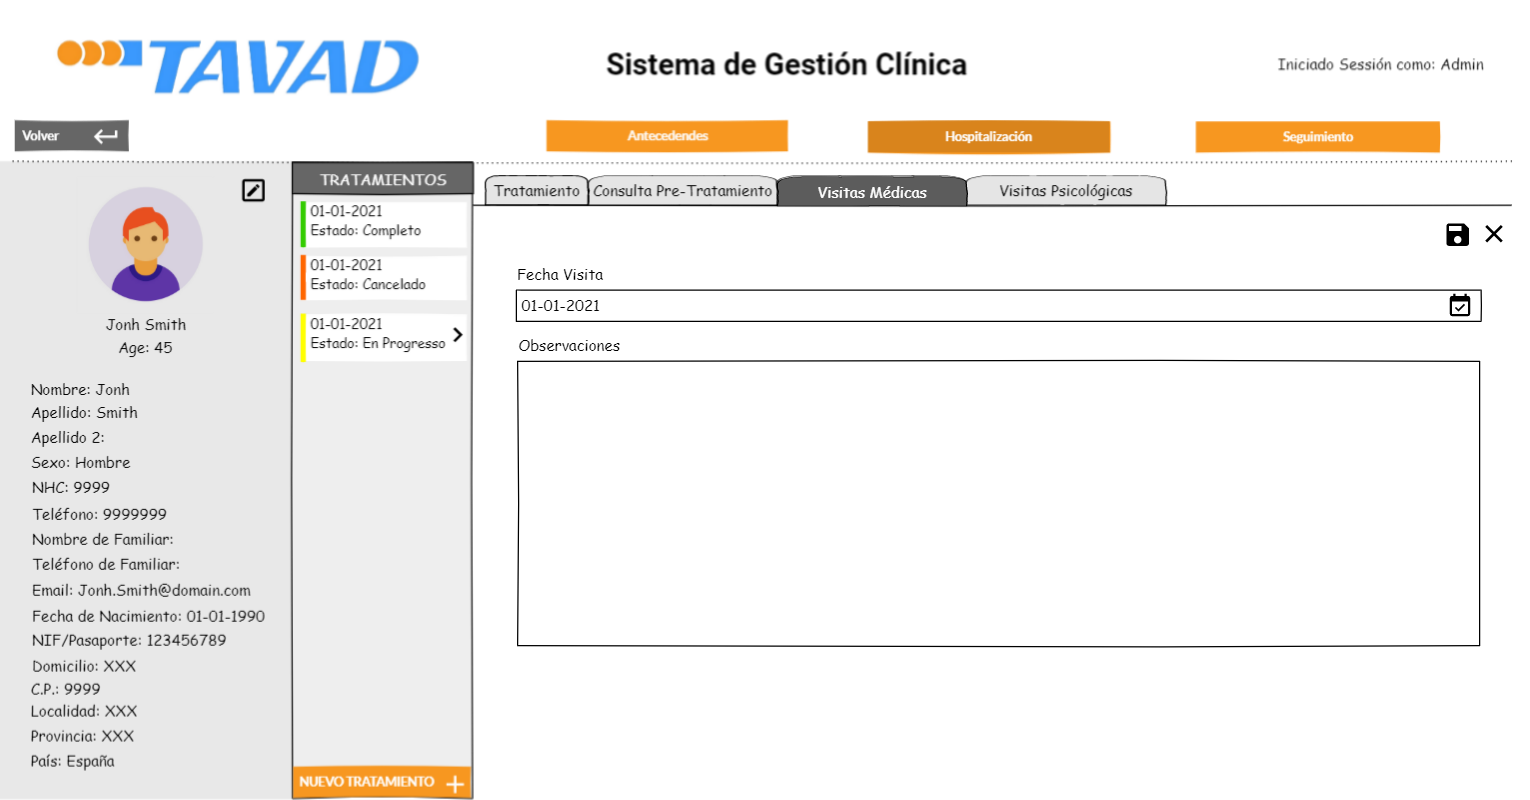 TAVAD
Sistema de Gestión Clínica
Iniciado Sessión como: Admin
Volver
Antecedendes
Hospitalización
Seguimiento
Jonh Smith
Age: 45
Nombre: Jonh
Apellido: Smith
Apellido 2:
Sexo: Hombre
NHC: 9999
Teléfono: 9999999
Nombre de Familiar:
Teléfono de Familiar:
Email: Jonh.Smith@domain.com
Fecha de Nacimiento: 01-01-1990
NIF/Pasaporte: 123456789
Domicilio: XXX
C.P.: 9999
Localidad: XXX
Provincia: XXX
País: España
TRATAMIENTOS
01-01-2021
Estado: Completo
01-01-2021
Estado: Cancelado
01-01-2021
Estado: En Progresso
NUEVO TRATAMIENTO
Tratamiento
Consulta Pre-Tratamiento
Visitas Médicas
Visitas Psicológicas
Fecha Visita
01-01-2021
Observaciones